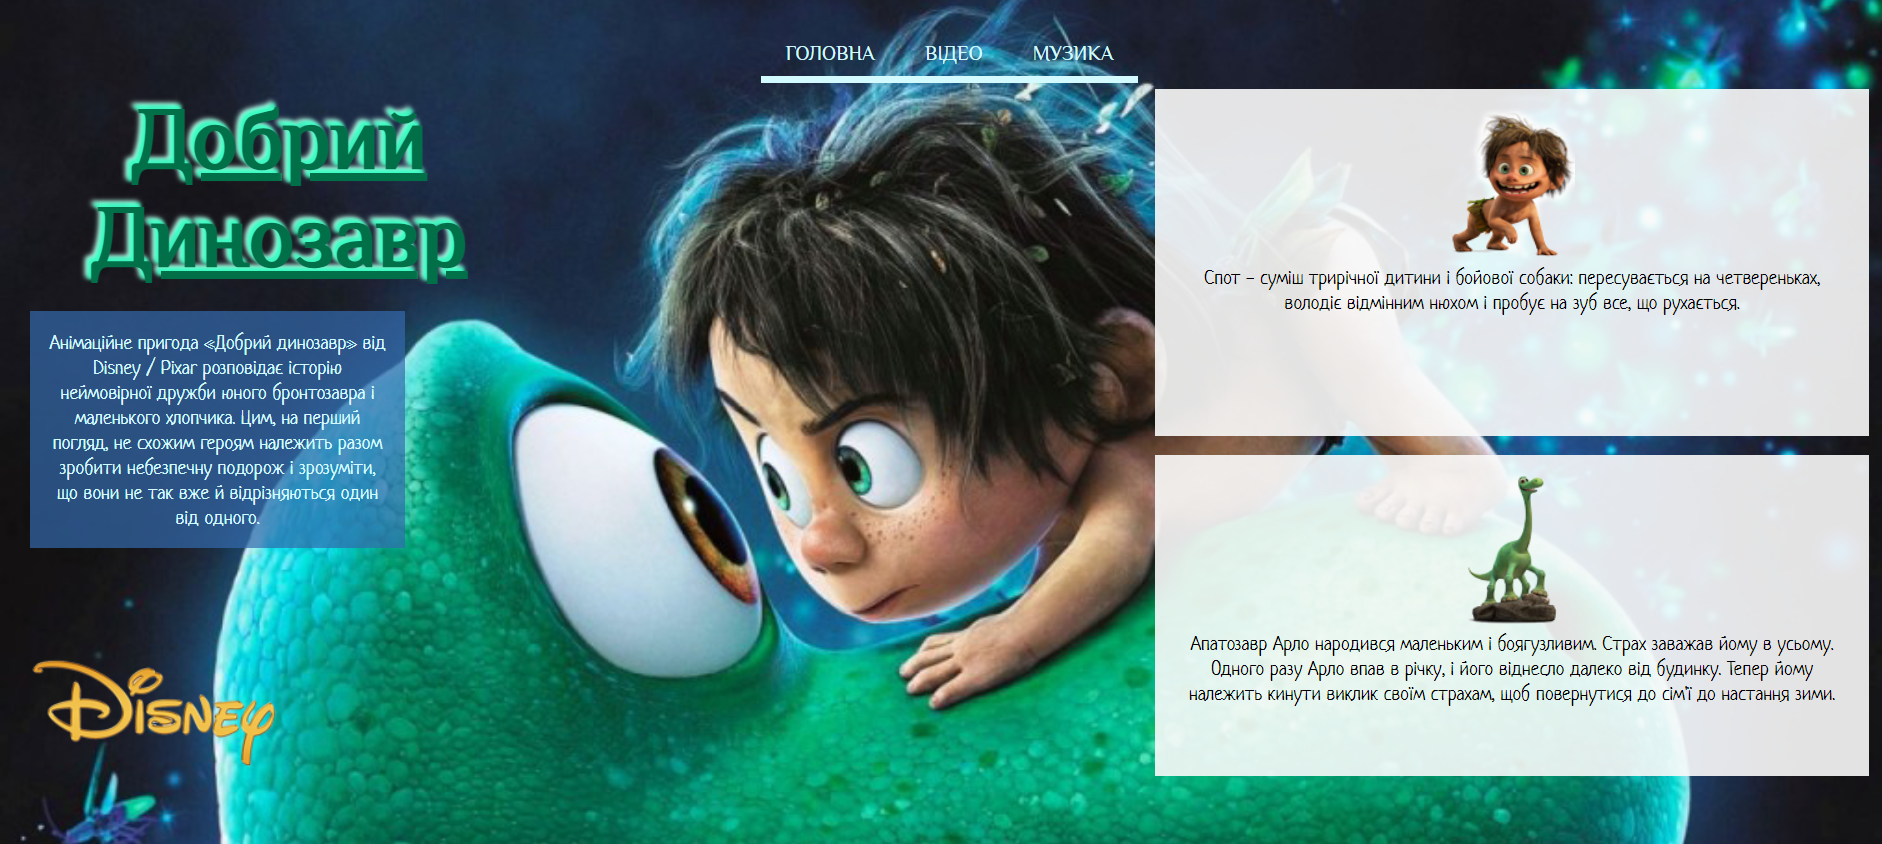 ГОЛОВНА ВІДЕО МУЗИКА
Добрий
Динозавр
Анімаційне пригода «Добрий динозавр» від
Disney / Pixar розповідає історію
неймовірної дружби юного бронтозавра і
маленького хлопчика. Цим, на перший
погляд, не схожим героям належить разом
зробити небезпечну подорож і зрозуміти,
що вони не так вже й відрізняються один
від одного.
Disney
Спот – суміш трирічної дитини і бойової собаки: пересувається на четвереньках,
володіє відмінним нюхом і пробує на зуб все, що рухається.
Апатозавр Арло народився маленьким і боягузливим. Страх заважав йому в усьому.
Одного разу Арло впав в річку, і його віднесло далеко від будинку. Тепер йому
належить кинути виклик своїм страхам, щоб повернутися до сім'ї до настання зими.